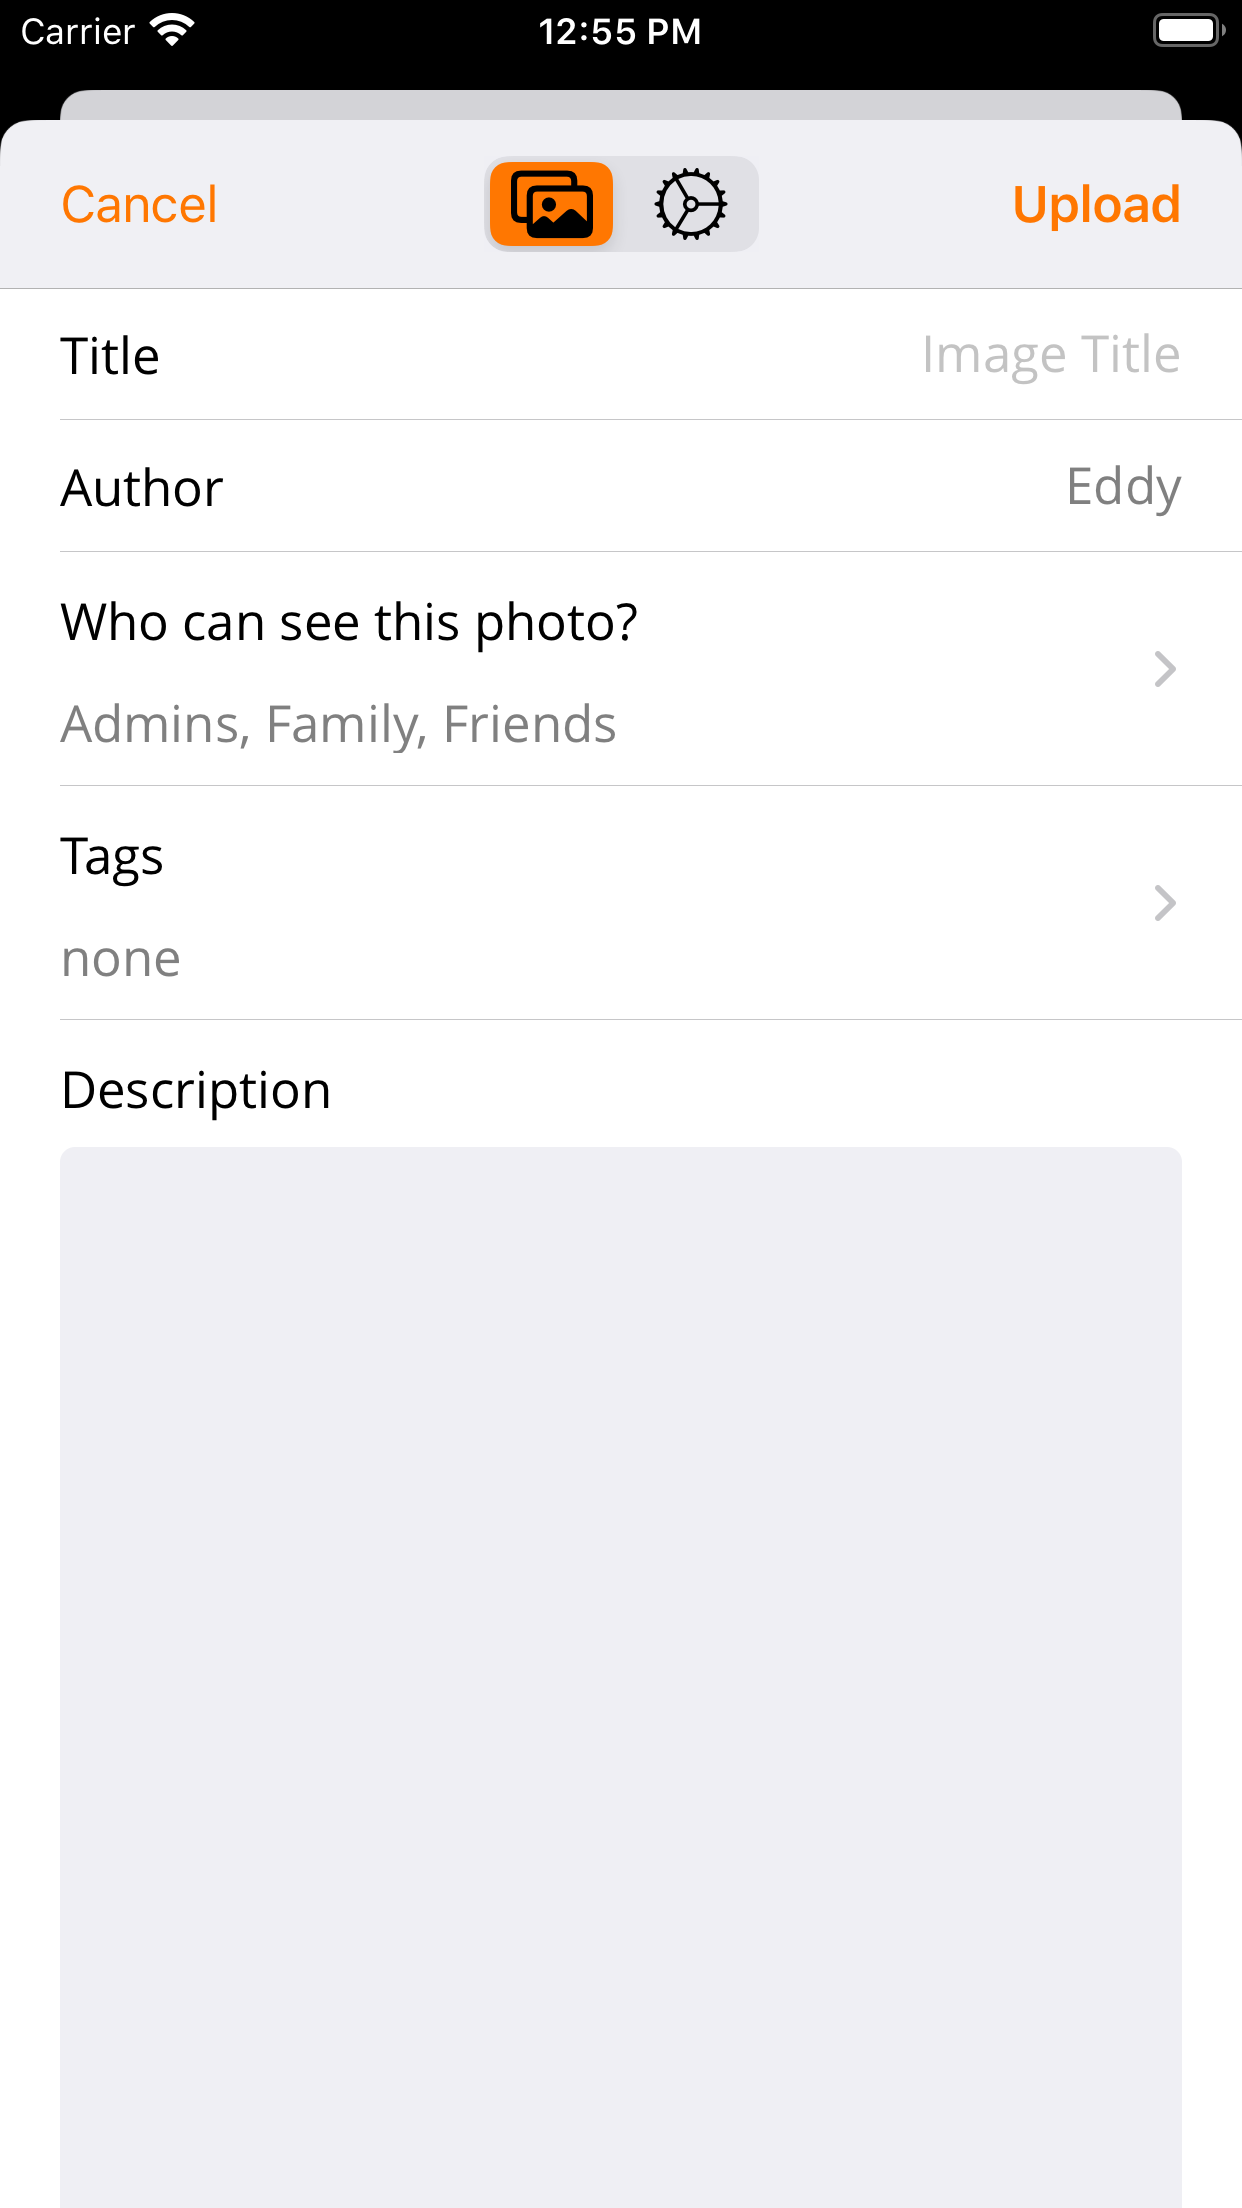 Carrier
12:55 PM
Cancel
Upload
Title
Image Title
Author
Eddy
Who can see this photo?
Admins, Family, Friends
Tags
none
Description